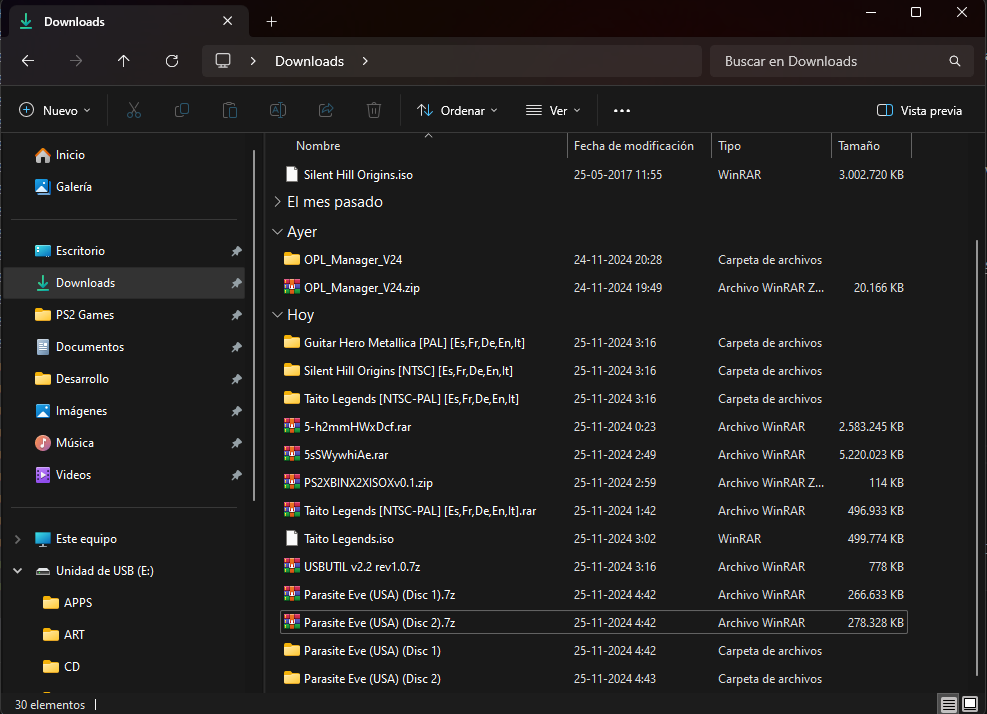 Downloads
Downloads
Buscar en Downloads
Nuevo
Ordenar
Ver
Vista previa
Inicio
Galería
Escritorio
Downloads
PS2 Games
Documentos
Desarrollo
Imágenes
Música
Videos
Este equipo
Unidad de USB (E:)
APPS
ART
CD
Nombre Fecha de modificación Tipo Tamaño
Silent Hill Origins.iso 25-05-2017 11:55 WinRAR 3.002.720 KB
El mes pasado
Ayer
OPL_Manager_V24 24-11-2024 20:28 Carpeta de archivos
OPL_Manager_V24.zip 24-11-2024 19:49 Archivo WinRAR Z... 20.166 KB
Hoy
Guitar Hero Metallica [PAL] [Es,Fr,De,En,It] 25-11-2024 3:16 Carpeta de archivos
Silent Hill Origins [NTSC] [Es,Fr,De,En,It] 25-11-2024 3:16 Carpeta de archivos
Taito Legends [NTSC-PAL] [Es,Fr,De,En,It] 25-11-2024 3:16 Carpeta de archivos
5-h2mmHWxDcf.rar 25-11-2024 0:23 Archivo WinRAR 2.583.245 KB
5sSWywhiAe.rar 25-11-2024 2:49 Archivo WinRAR 5.220.023 KB
PS2XBINX2XISOXv0.1.zip 25-11-2024 2:59 Archivo WinRAR Z... 114 KB
Taito Legends [NTSC-PAL] [Es,Fr,De,En,It].rar 25-11-2024 1:42 Archivo WinRAR 496.933 KB
Taito Legends.iso 25-11-2024 3:02 WinRAR 499.774 KB
USBUTIL v2.2 rev1.0.7z 25-11-2024 3:16 Archivo WinRAR 778 KB
Parasite Eve (USA) (Disc 1).7z 25-11-2024 4:42 Archivo WinRAR 266.633 KB
Parasite Eve (USA) (Disc 2).7z 25-11-2024 4:42 Archivo WinRAR 278.328 KB
Parasite Eve (USA) (Disc 1) 25-11-2024 4:42 Carpeta de archivos
Parasite Eve (USA) (Disc 2) 25-11-2024 4:43 Carpeta de archivos
30 elementos